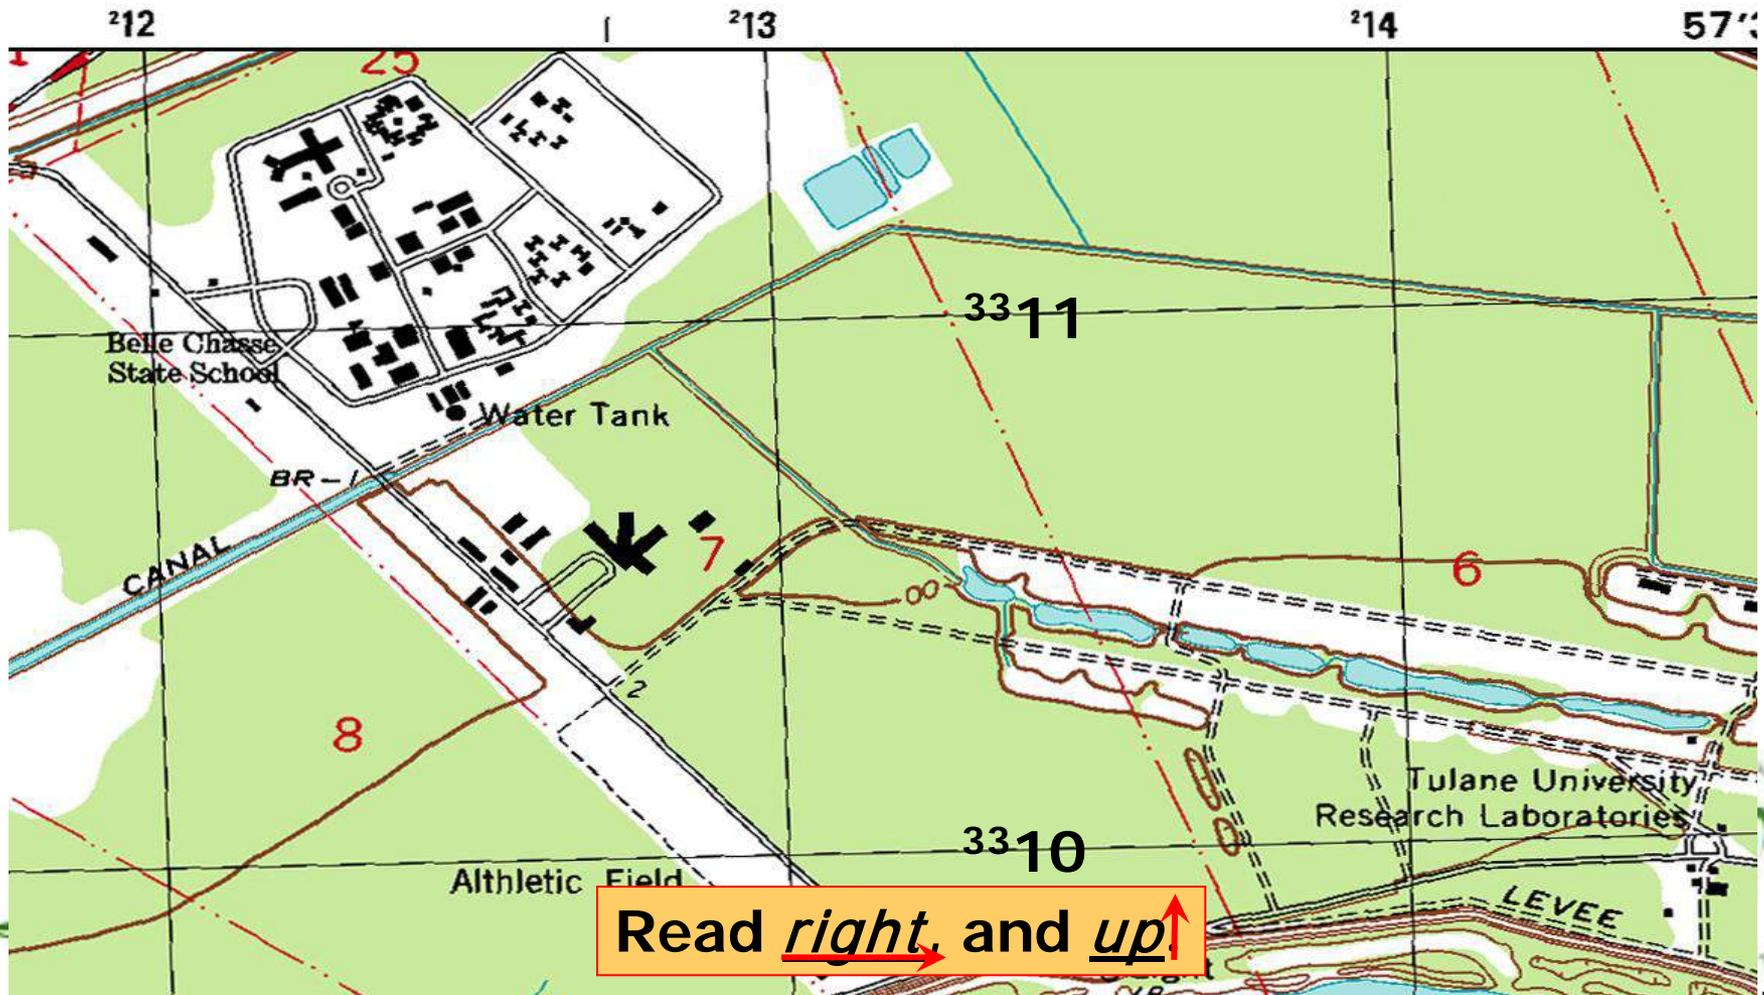 ²12 ²13 ²14 57'
25
³³11
Belle Chasse
State School
Water Tank
BR-1
CANAL
7
6
2
8
Tulane University
Research Laboratories
³³10
Althletic Field
LEVEE
Read right, and up.